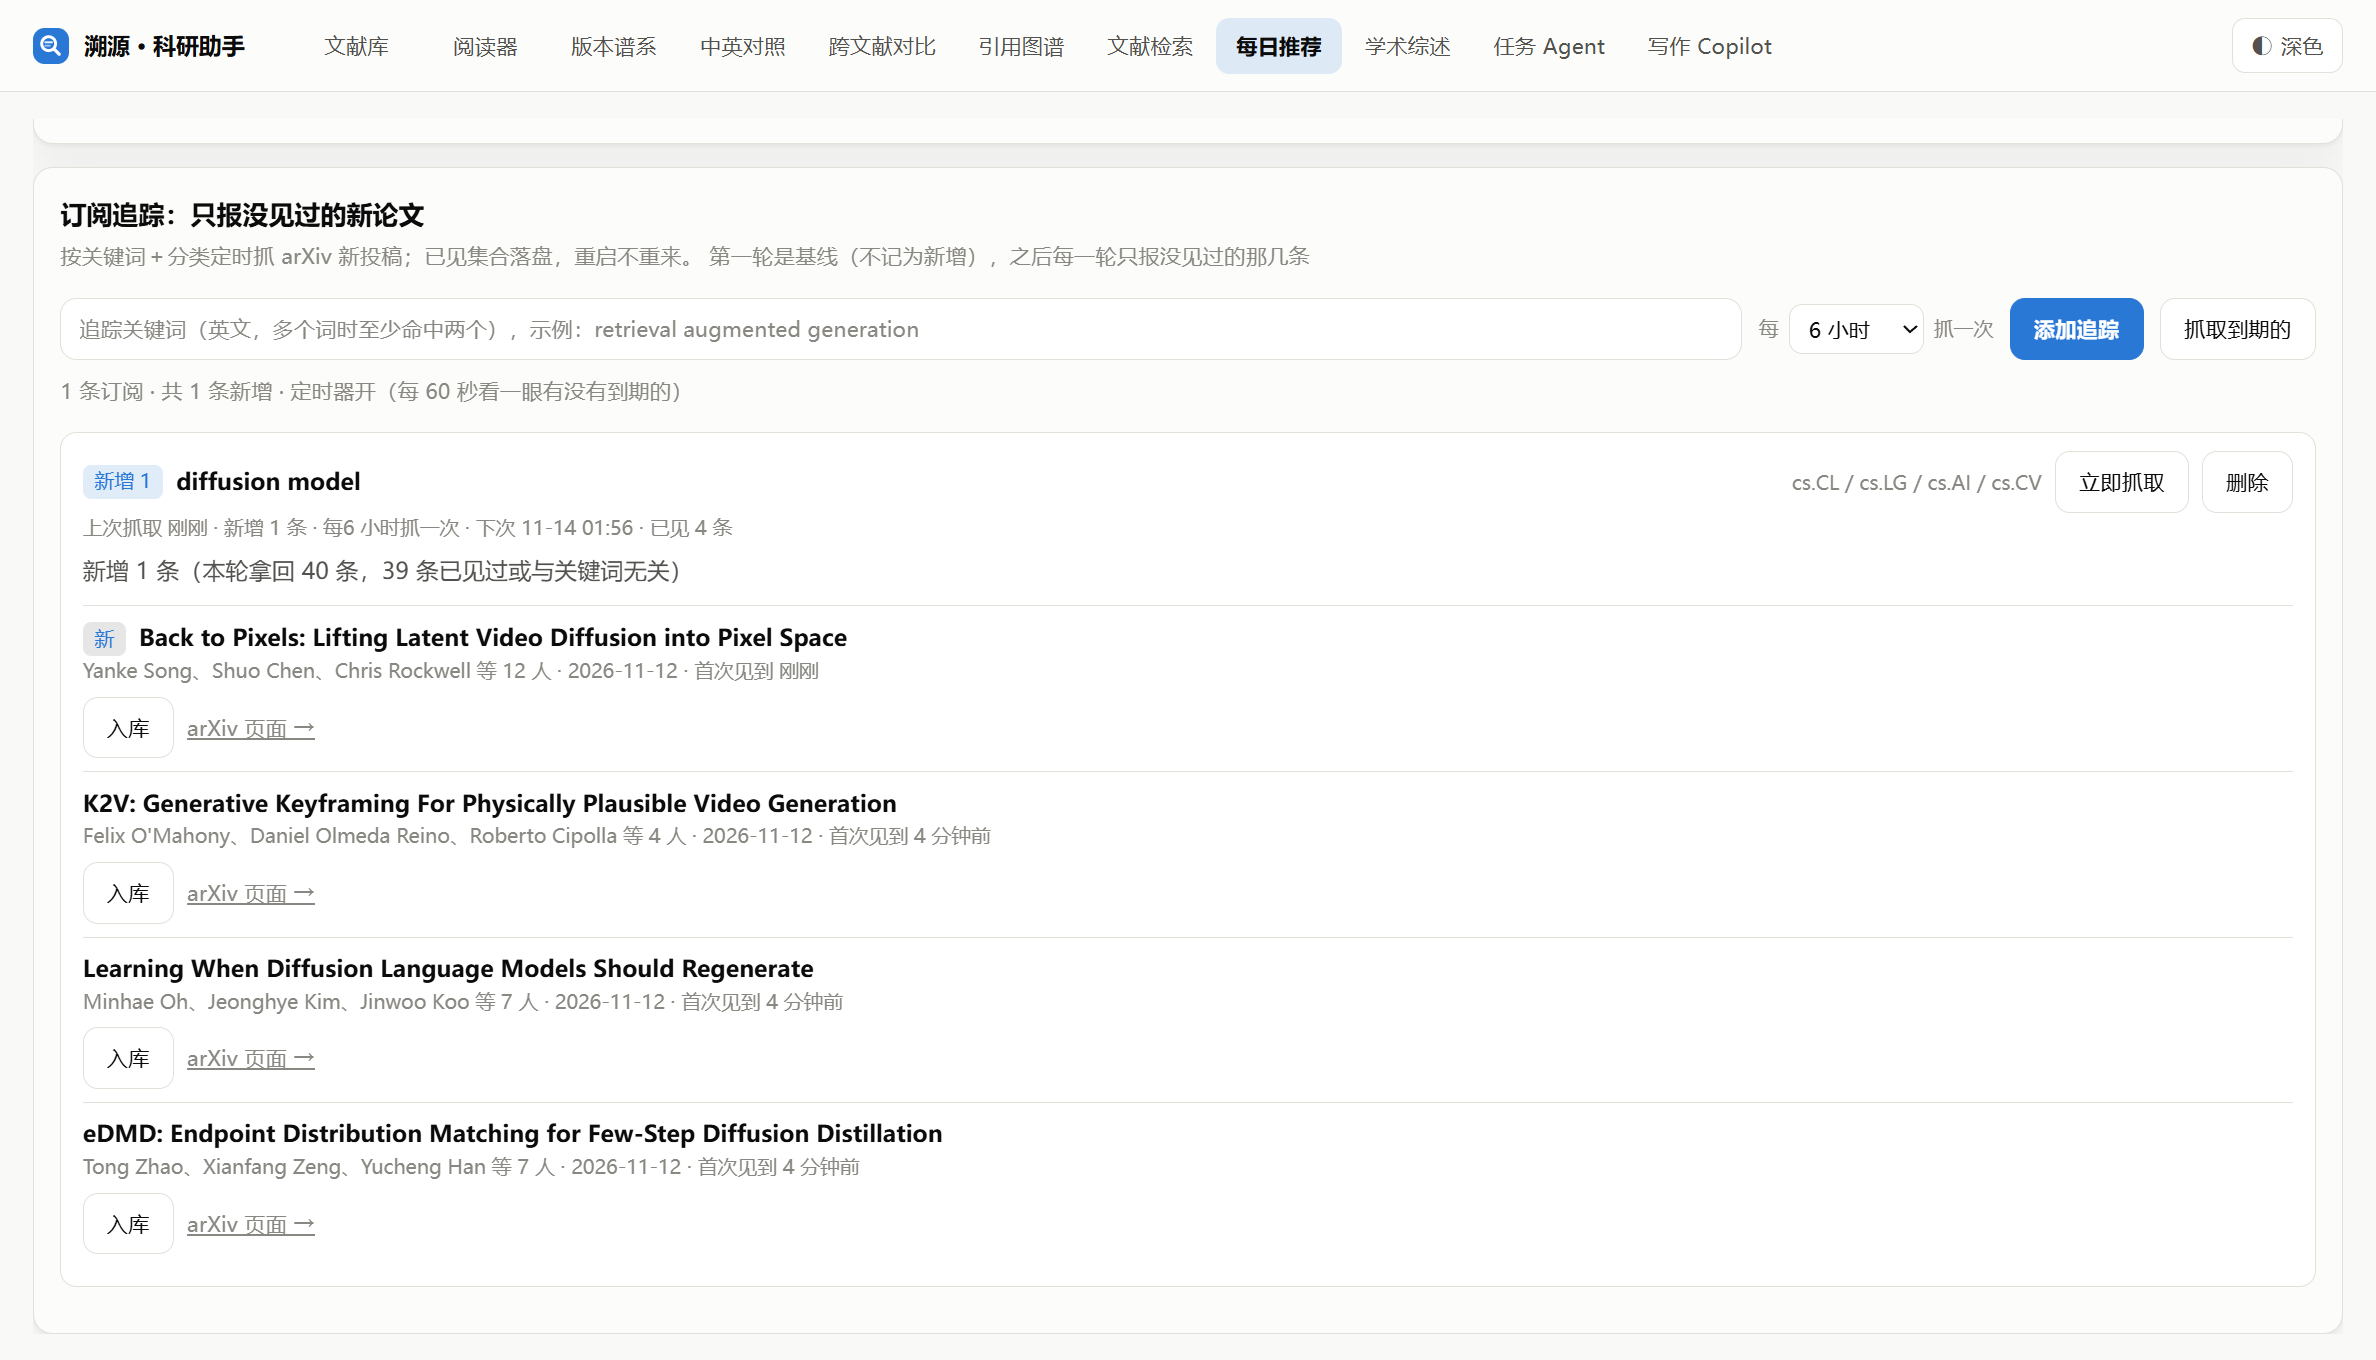 溯源·科研助手
文献库 阅读器 版本谱系 中英对照 跨文献对比 引用图谱 文献检索 每日推荐 学术综述 任务 Agent 写作 Copilot
深色
订阅追踪：只报没见过的新论文
按关键词 + 分类定时抓 arXiv 新投稿；已见集合落盘，重启不重来。 第一轮是基线（不记为新增），之后每一轮只报没见过的那几条
追踪关键词（英文，多个词时至少命中两个），示例：retrieval augmented generation 每 6 小时 抓一次 添加追踪 抓取到期的
1 条订阅 · 共 1 条新增 · 定时器开（每 60 秒看一眼有没有到期的）
新增 1 diffusion model cs.CL / cs.LG / cs.AI / cs.CV 立即抓取 删除
上次抓取 刚刚 · 新增 1 条 · 每6 小时抓一次 · 下次 11-14 01:56 · 已见 4 条
新增 1 条（本轮拿回 40 条，39 条已见过或与关键词无关）
新 Back to Pixels: Lifting Latent Video Diffusion into Pixel Space
Yanke Song、Shuo Chen、Chris Rockwell 等 12 人 · 2026-11-12 · 首次见到 刚刚
入库 arXiv 页面 →
K2V: Generative Keyframing For Physically Plausible Video Generation
Felix O'Mahony、Daniel Olmeda Reino、Roberto Cipolla 等 4 人 · 2026-11-12 · 首次见到 4 分钟前
入库 arXiv 页面 →
Learning When Diffusion Language Models Should Regenerate
Minhae Oh、Jeonghye Kim、Jinwoo Koo 等 7 人 · 2026-11-12 · 首次见到 4 分钟前
入库 arXiv 页面 →
eDMD: Endpoint Distribution Matching for Few-Step Diffusion Distillation
Tong Zhao、Xianfang Zeng、Yucheng Han 等 7 人 · 2026-11-12 · 首次见到 4 分钟前
入库 arXiv 页面 →